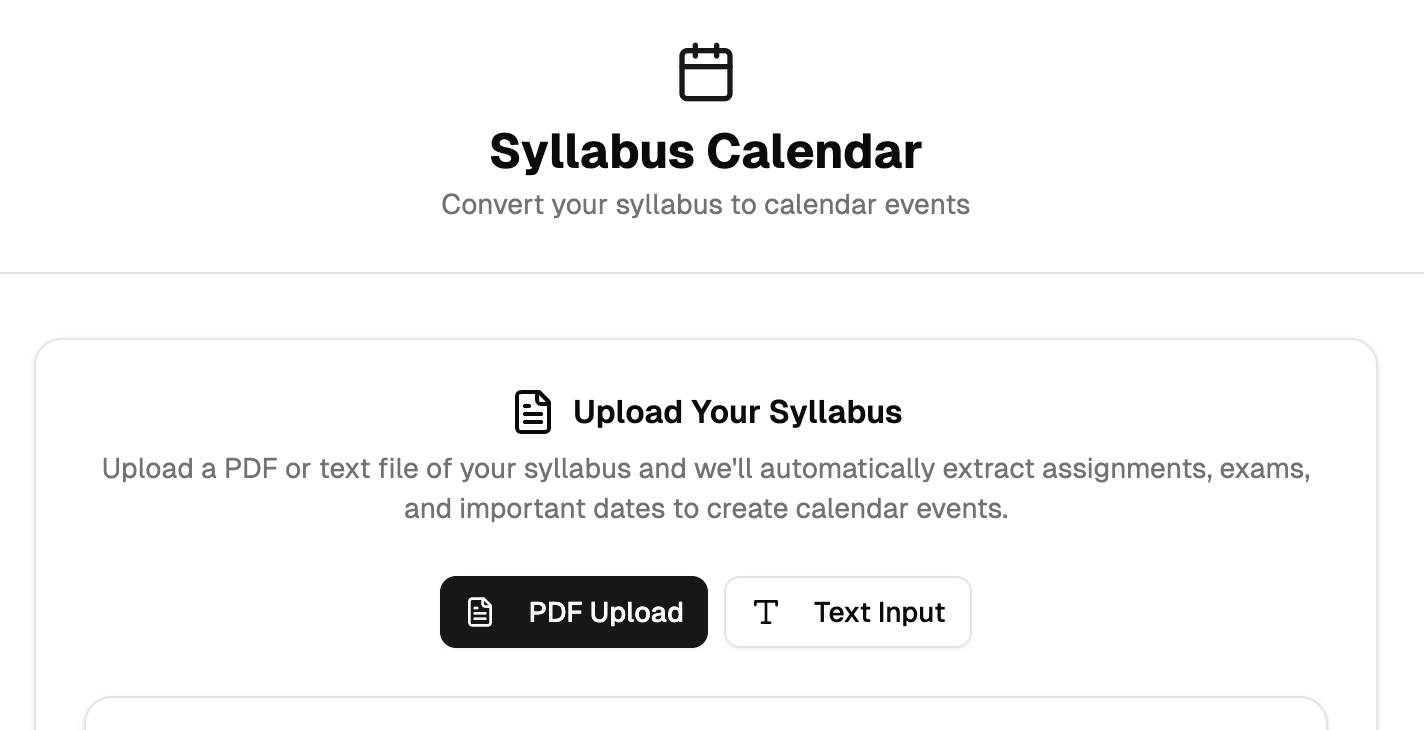 Syllabus Calendar
Convert your syllabus to calendar events
Upload Your Syllabus
Upload a PDF or text file of your syllabus and we'll automatically extract assignments, exams,
and important dates to create calendar events.
PDF Upload
Text Input